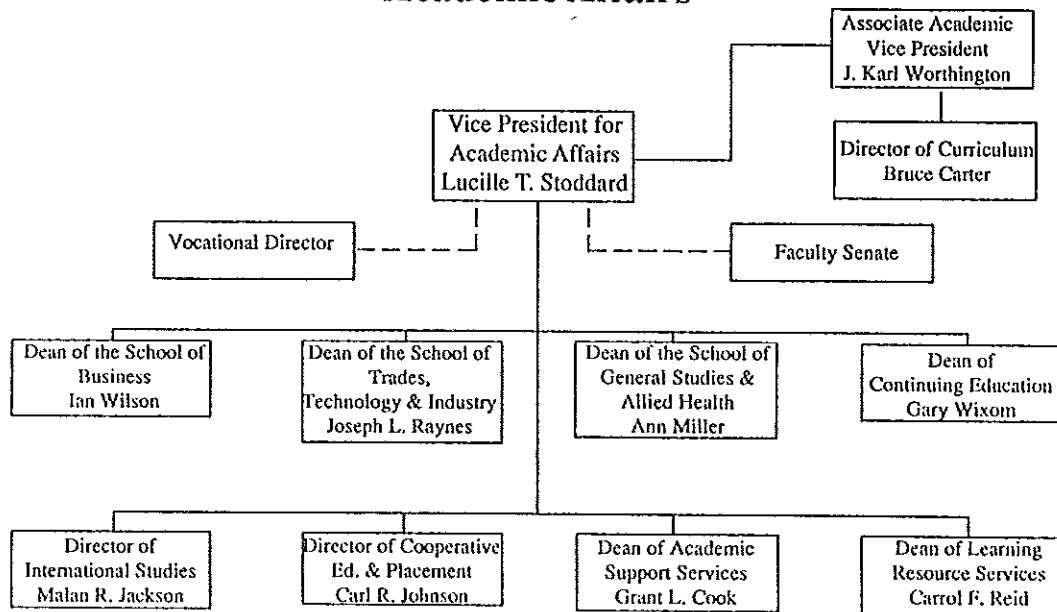 Associate Academic
Vice President
J. Karl Worthington
Vice President for
Academic Affairs
Lucille T. Stoddard
Director of Curriculum
Bruce Carter
Vocational Director
Faculty Senate
Dean of the School of
Business
Ian Wilson
Dean of the School of
Trades,
Technology & Industry
Joseph L. Raynes
Dean of the School of
General Studies &
Allied Health
Ann Miller
Dean of
Continuing Education
Gary Wixom
Director of
International Studies
Malan R. Jackson
Director of Cooperative
Ed. & Placement
Carl R. Johnson
Dean of Academic
Support Services
Grant L. Cook
Dean of Learning
Resource Services
Carrol F. Reid